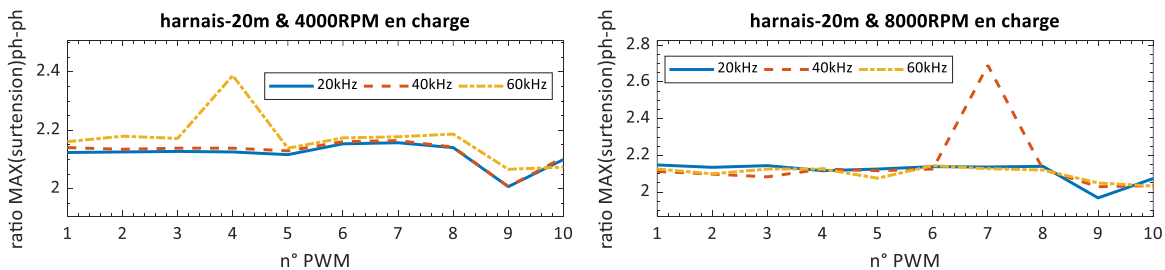 harnais-20m & 4000RPM en charge
ratio MAX(surtension)ph-ph
2.4
2.2
2
20kHz 40kHz 60kHz
1 2 3 4 5 6 7 8 9 10
n° PWM
harnais-20m & 8000RPM en charge
ratio MAX(surtension)ph-ph
2.8
2.6
2.4
2.2
2
20kHz 40kHz 60kHz
1 2 3 4 5 6 7 8 9 10
n° PWM